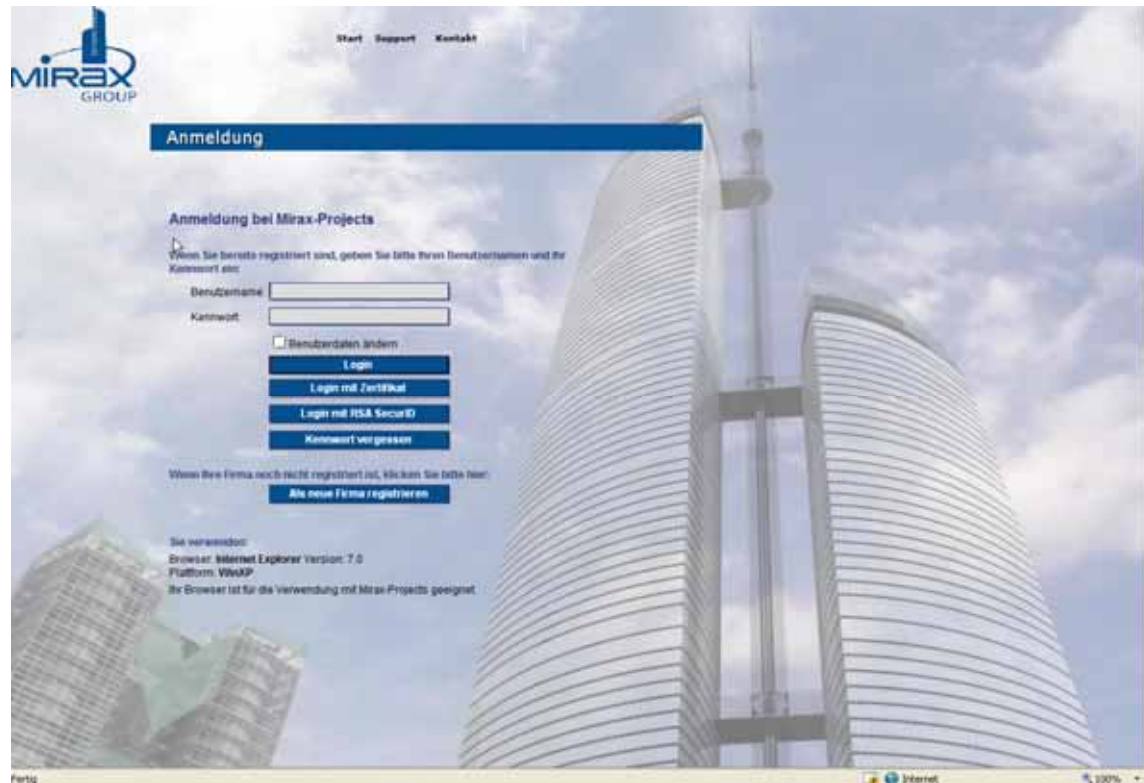 MIRAX
GROUP
Start Support Kontakt
Anmeldung
Anmeldung bei Mirax-Projects
Wenn Sie bereits registriert sind, geben Sie bitte Ihren Benutzernamen und Ihr
Kennwort ein:
Benutzername
Kennwort
Benutzerdaten ändern
Login
Login mit Zertifikat
Login mit RSA SecurID
Kennwort vergessen
Wenn Ihre Firma noch nicht registriert ist, klicken Sie bitte hier:
Als neue Firma registrieren
Sie verwenden:
Browser: Internet Explorer Version: 7.0
Plattform: WinXP
Ihr Browser ist für die Verwendung mit Mirax-Projects geeignet
Fertig
Internet
100%